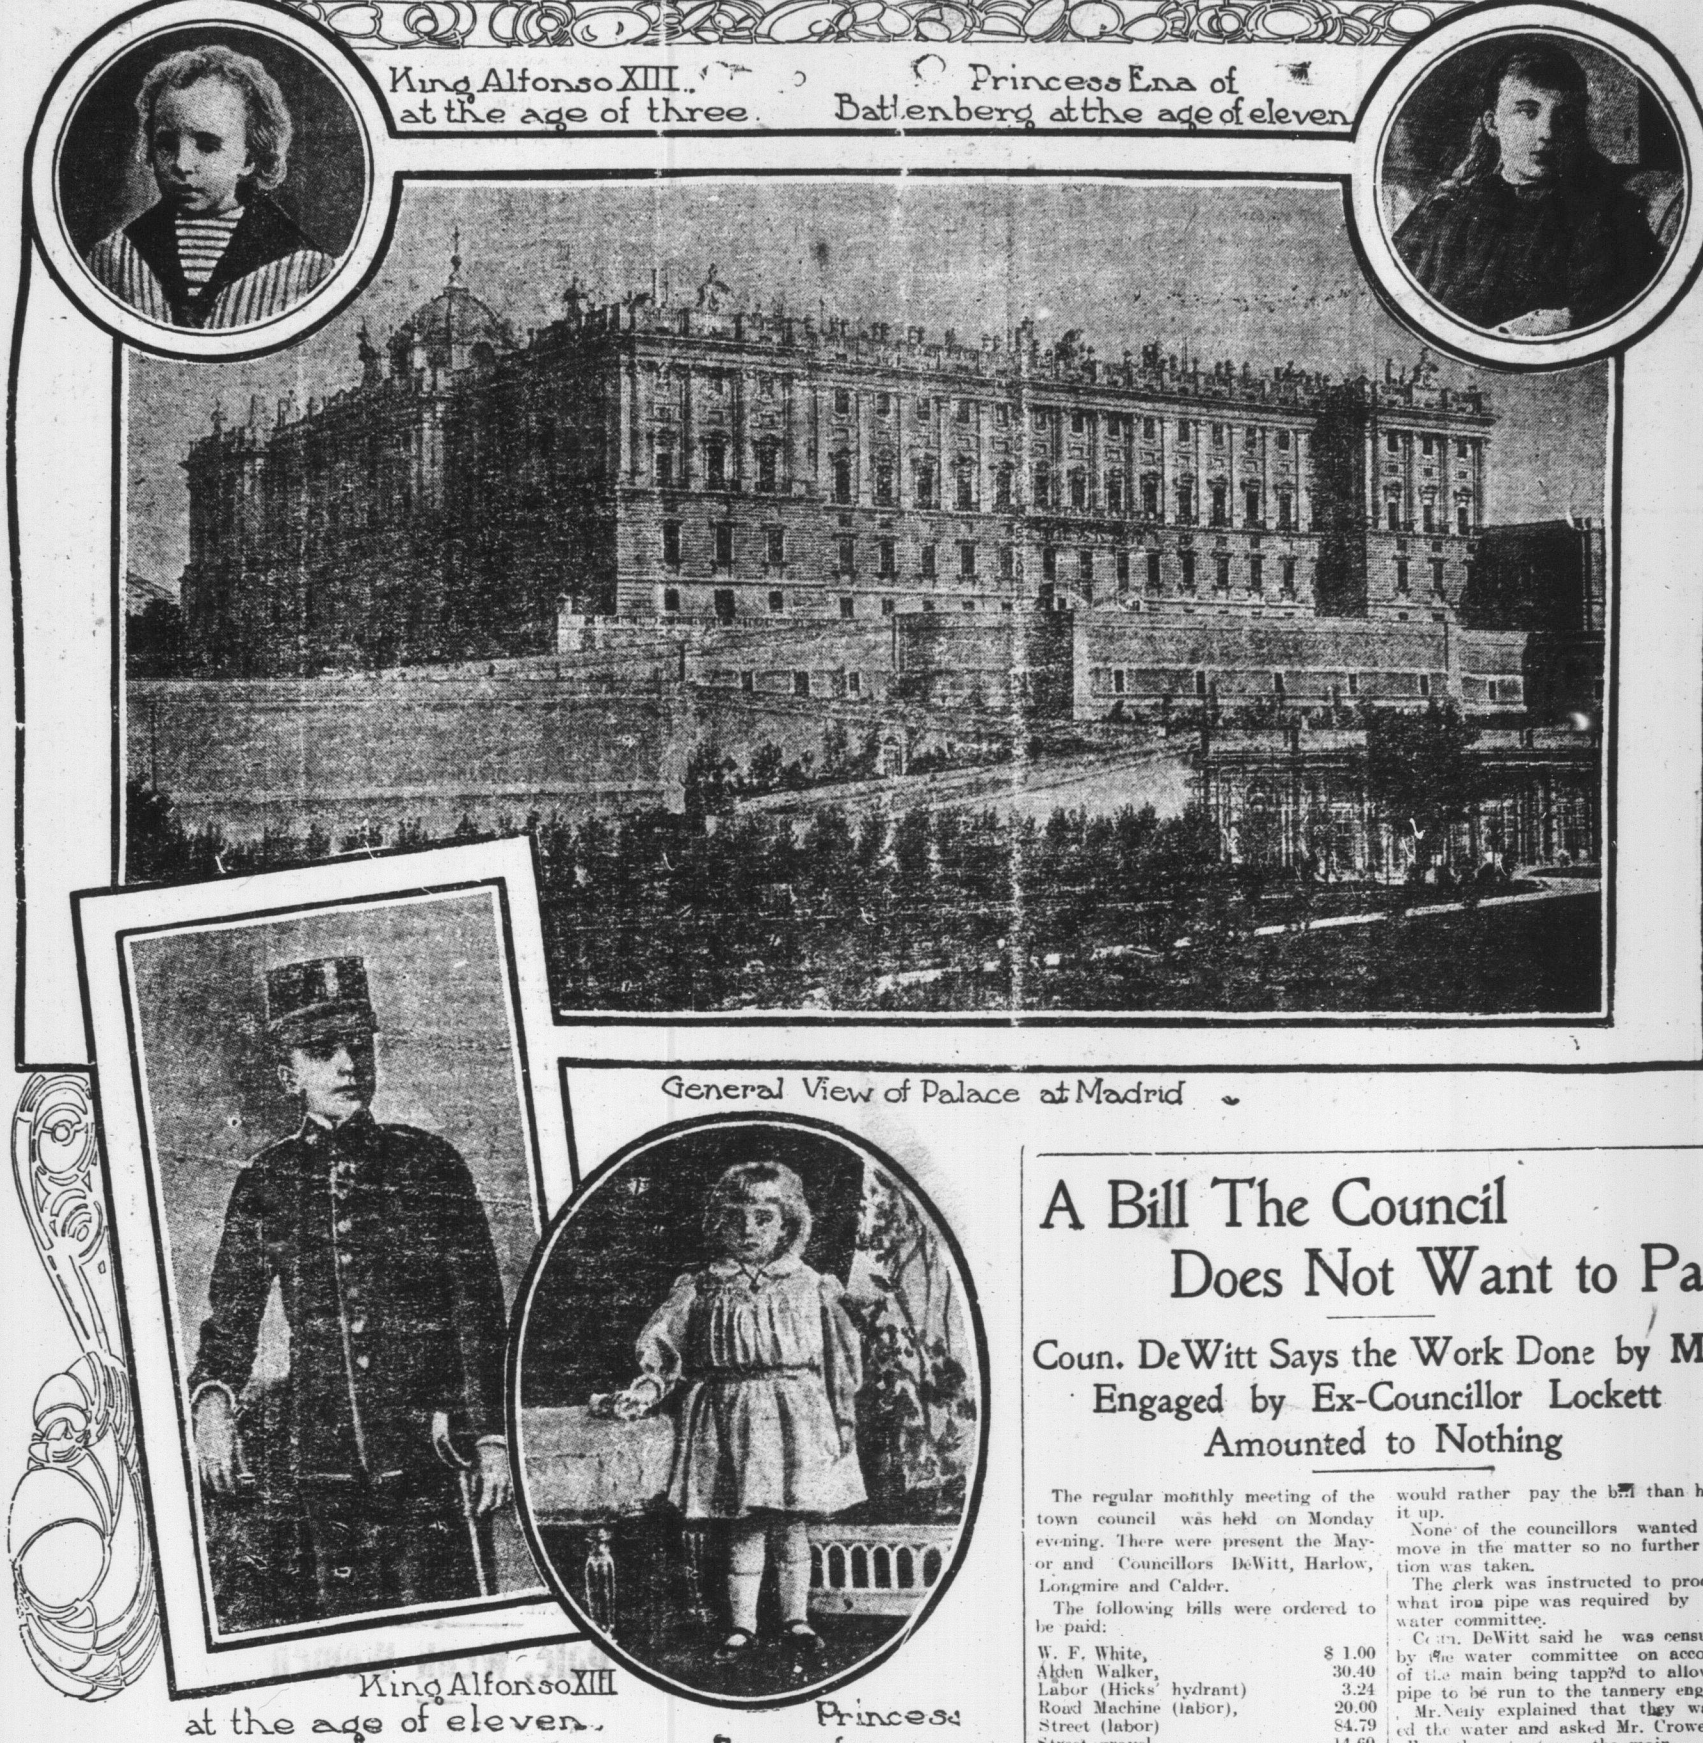 King Alfonso XIII.
at the age of three.
Princess Ena of
Battenberg at the age of eleven
General View of Palace at Madrid
King Alfonso XIII
at the age of eleven.
Princess
A Bill The Council
Does Not Want to Pa
Coun. DeWitt Says the Work Done by M
Engaged by Ex-Councillor Lockett
Amounted to Nothing
The regular monthly meeting of the
town council was held on Monday
evening. There were present the May-
or and Councillors DeWitt, Harlow,
Longmire and Calder.
The following bills were ordered to
be paid:
W. F. White, $ 1.00
Alden Walker, 30.40
Labor (Hicks' hydrant) 3.24
Road Machine (labor), 20.00
Street (labor) 84.79
would rather pay the bill than h
it up.
None of the councillors wanted
move in the matter so no further
tion was taken.
The clerk was instructed to pro
what iron pipe was required by
water committee.
Coun. DeWitt said he was censu
by the water committee on acco
of the main being tapp?d to allow
pipe to be run to the tannery eng
Mr. Neily explained that they wa
ed the water and asked Mr. Crowe